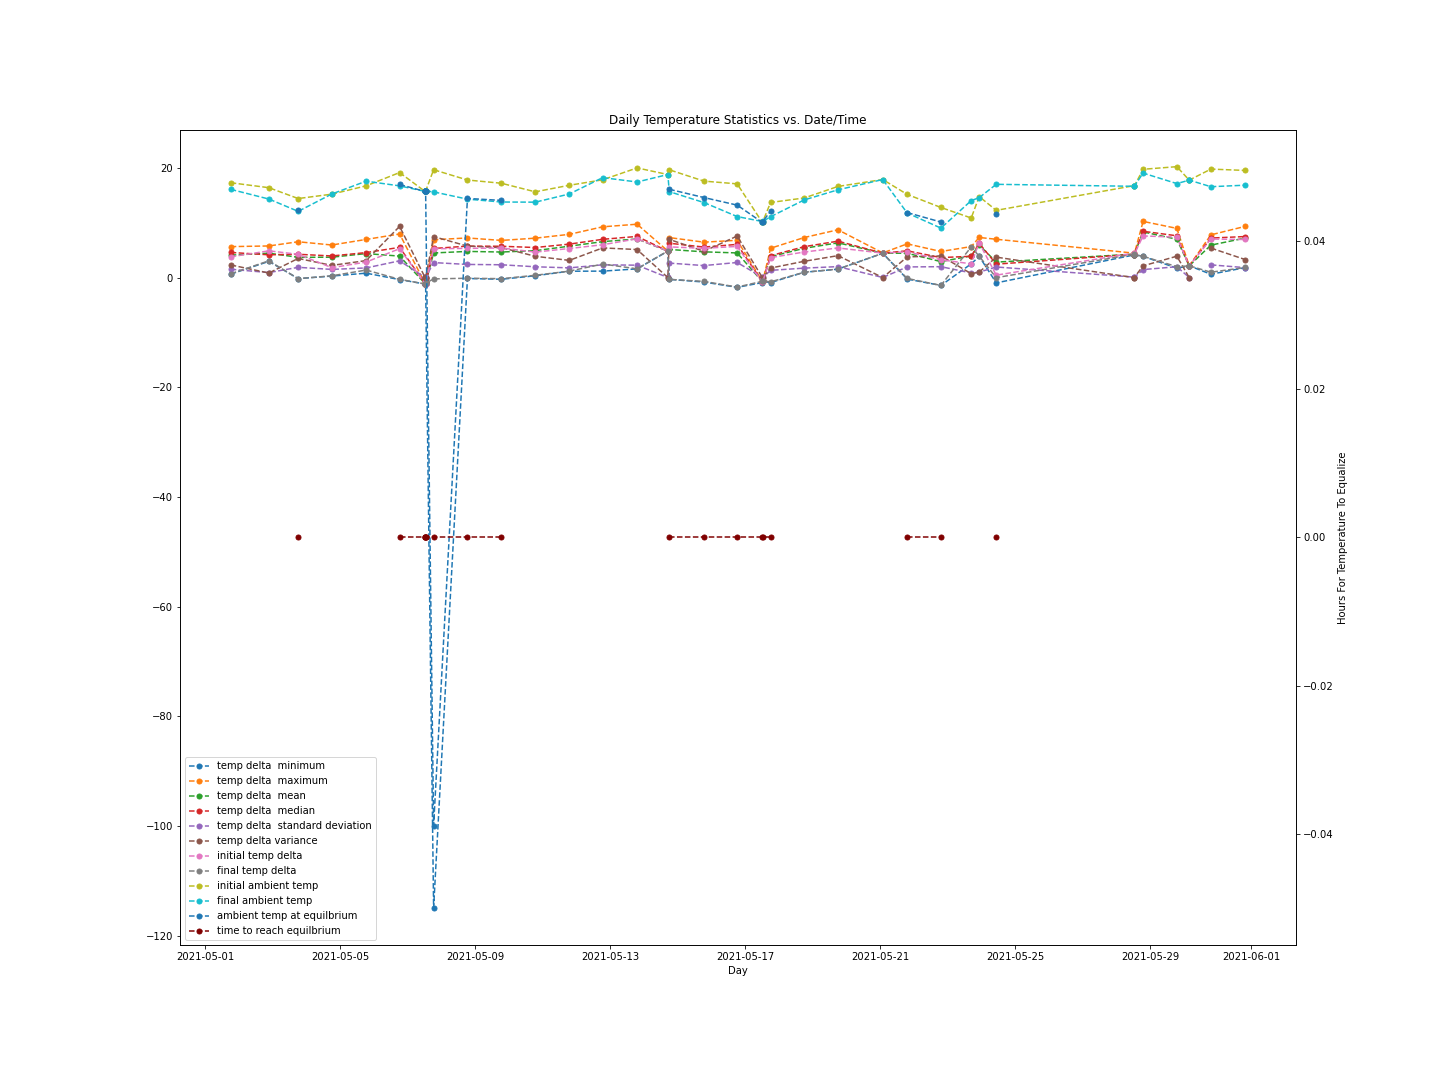 Daily Temperature Statistics vs. Date/Time
20
0
−20
−40
−60
−80
−100
−120
0.04
0.02
0.00
−0.02
−0.04
Hours For Temperature To Equalize
temp delta  minimum
temp delta  maximum
temp delta  mean
temp delta  median
temp delta  standard deviation
temp delta variance
initial temp delta
final temp delta
initial ambient temp
final ambient temp
ambient temp at equilbrium
time to reach equilbrium
2021-05-01 2021-05-05 2021-05-09 2021-05-13 2021-05-17 2021-05-21 2021-05-25 2021-05-29 2021-06-01
Day